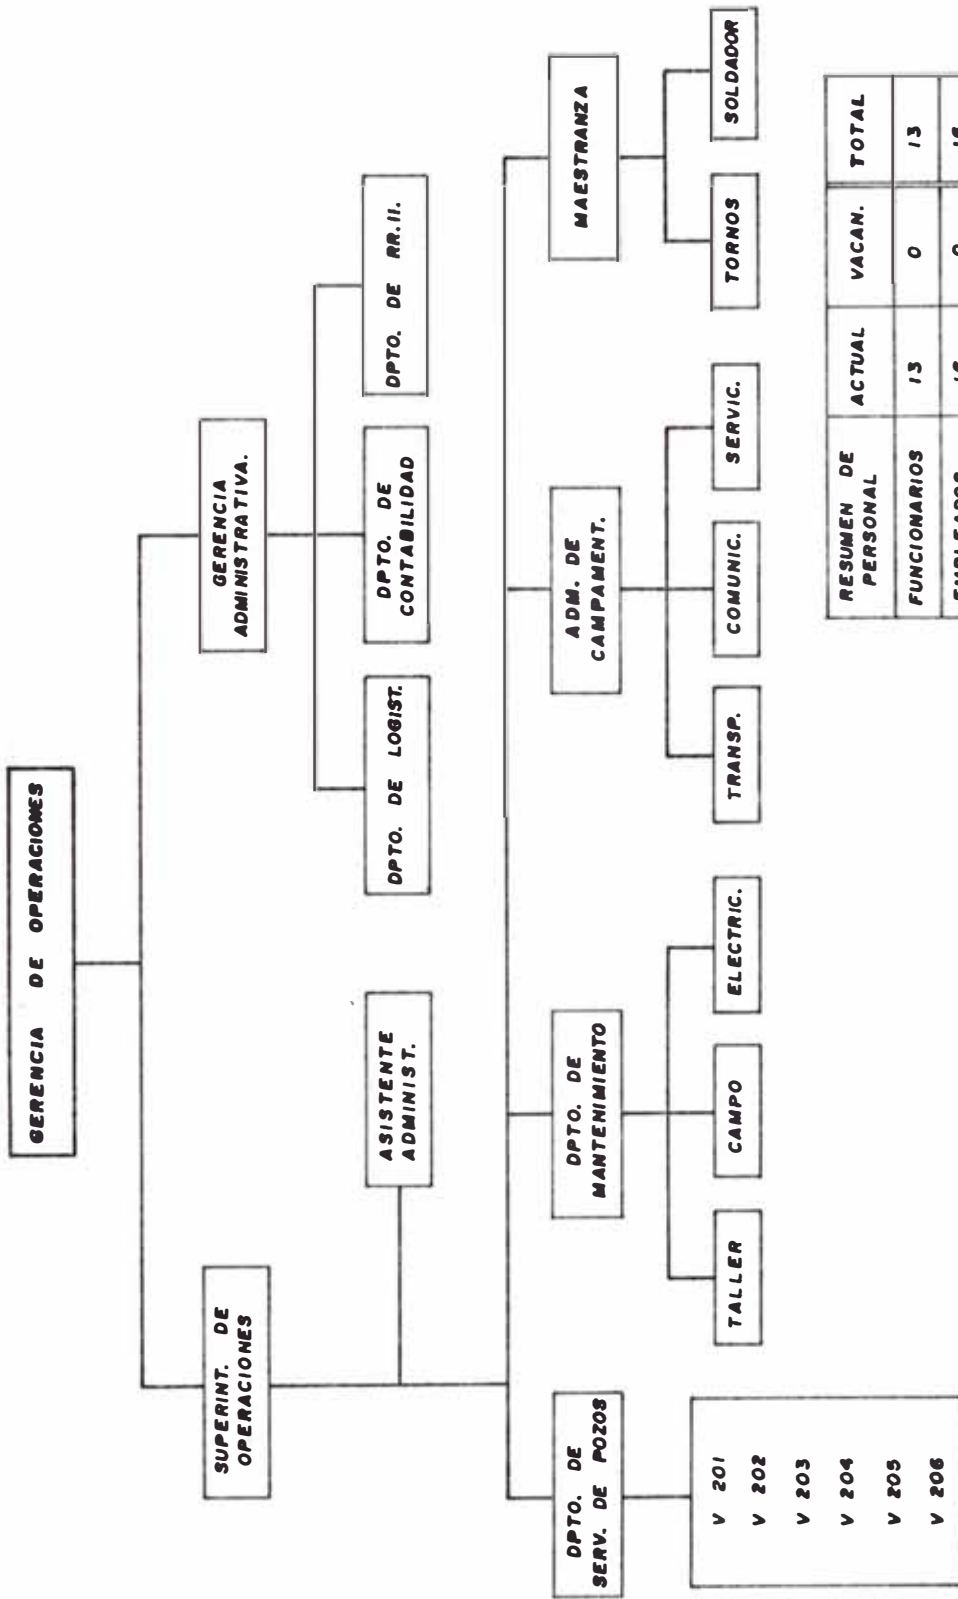 GERENCIA DE OPERACIONES
SUPERINT. DE
OPERACIONES
GERENCIA
ADMINISTRATIVA.
ASISTENTE
ADMINIST.
DPTO. DE LOGIST.
DPTO. DE
CONTABILIDAD
DPTO. DE RR.II.
DPTO. DE
SERV. DE POZOS
DPTO. DE
MANTENIMIENTO
ADM. DE
CAMPAMENT.
MAESTRANZA
V 201
V 202
V 203
V 204
V 205
V 206
TALLER
CAMPO
ELECTRIC.
TRANSP.
COMUNIC.
SERVIC.
TORNOS
SOLDADOR
RESUMEN DE
PERSONAL
ACTUAL
VACAN.
TOTAL
FUNCIONARIOS 13 0 13